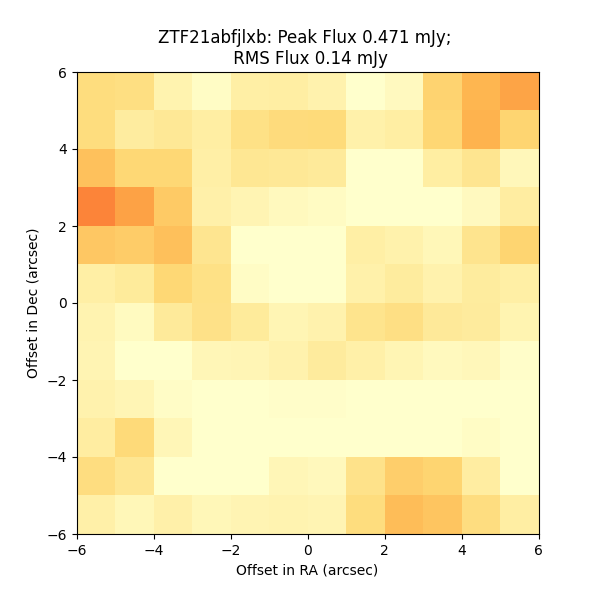 ZTF21abfjlxb: Peak Flux 0.471 mJy;
RMS Flux 0.14 mJy
6
4
2
0
−2
−4
−6
Offset in Dec (arcsec)
−6 −4 −2 0 2 4 6
Offset in RA (arcsec)